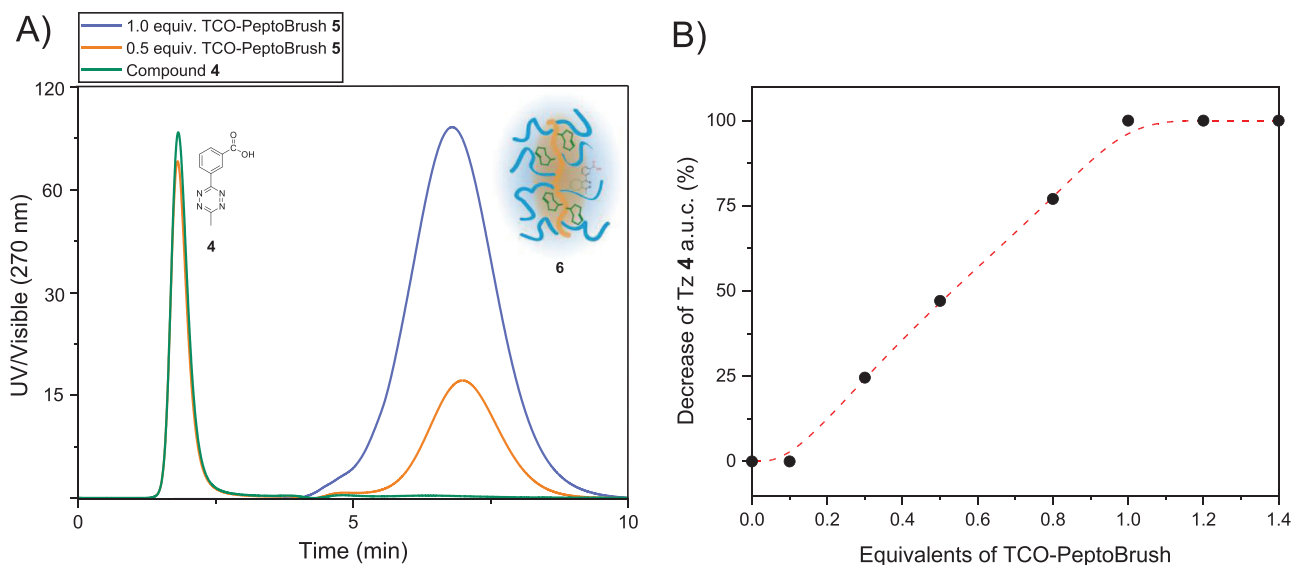 A)
1.0 equiv. TCO-PeptoBrush 5
0.5 equiv. TCO-PeptoBrush 5
Compound 4
UV/Visible (270 nm)
120
60
30
15
0
5
10
Time (min)
O
OH
N
N
N
N
4
6
B)
Decrease of Tz 4 a.u.c. (%)
100
75
50
25
0
0.0
0.2
0.4
0.6
0.8
1.0
1.2
1.4
Equivalents of TCO-PeptoBrush